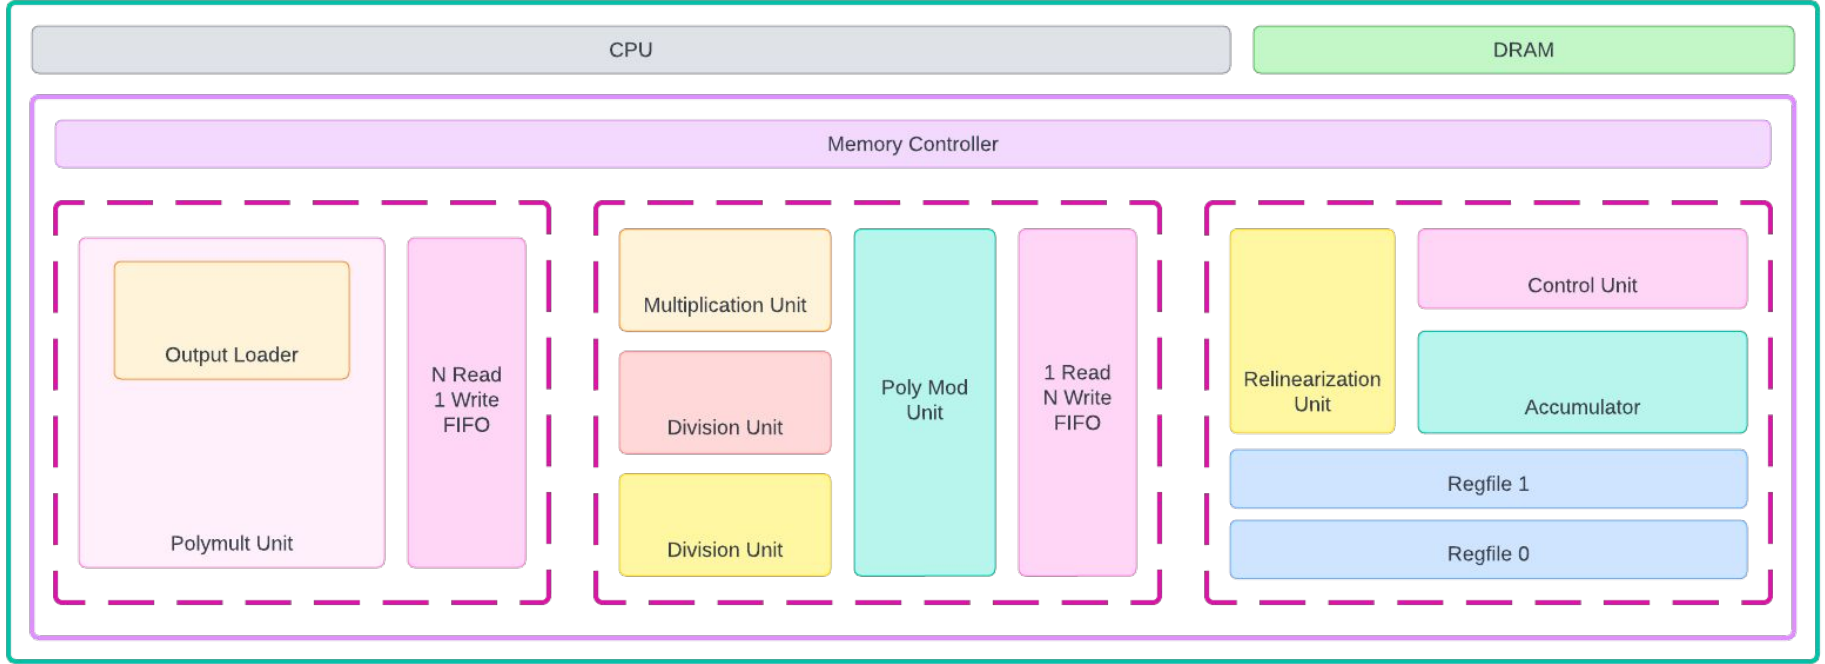 CPU
DRAM
Memory Controller
Output Loader
Polymult Unit
N Read
1 Write
FIFO
Multiplication Unit
Division Unit
Division Unit
Poly Mod
Unit
1 Read
N Write
FIFO
Relinearization
Unit
Control Unit
Accumulator
Regfile 1
Regfile 0